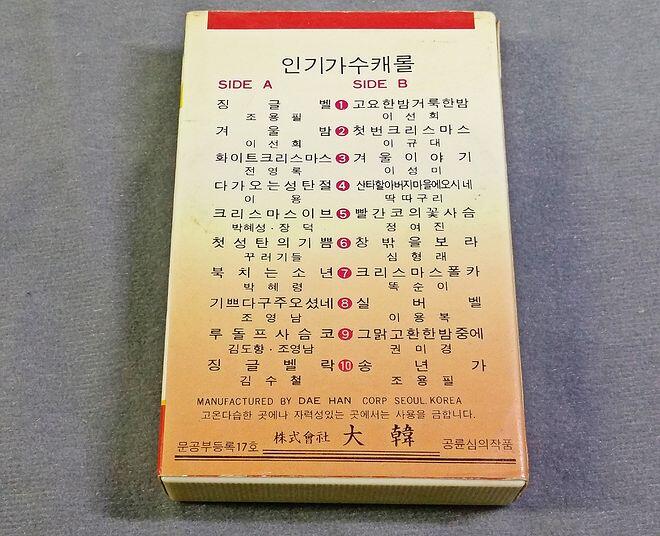 인기가수캐롤
SIDE A SIDE B
징글벨 1 고요한밤거룩한밤
조용필 이선희
겨울밤 2 첫번크리스마스
이선희 이규대
화이트크리스마스 3 겨울이야기
전영록 이성미
다가오는성탄절 4 산타할아버지마을에오시네
이용 딱따구리
크리스마스이브 5 빨간코의꽃사슴
박혜성·장덕 정여진
첫성탄의기쁨 6 창밖을보라
꾸러기들 심형래
북치는소년 7 크리스마스폴카
박혜령 똑순이
기쁘다구주오셨네 8 실버벨
조영남 이용복
루돌프사슴코 9 그맑고환한밤중에
김도향·조영남 권미경
징글벨락 10 송년가
김수철 조용필
MANUFACTURED BY DAE HAN CORP SEOUL.KOREA
고온다습한 곳에나 자력성있는 곳에서는 사용을 금합니다.
문공부등록17호 株式會社 大韓 공륜심의작품